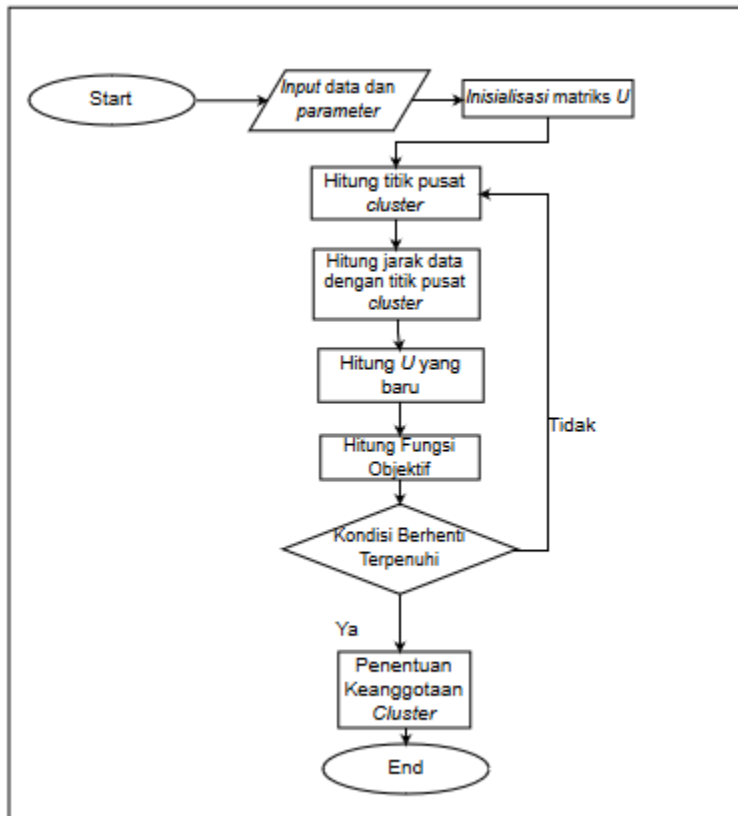 Start
Input data dan
parameter
Inisialisasi matriks U
Hitung titik pusat
cluster
Hitung jarak data
dengan titik pusat
cluster
Hitung U yang
baru
Hitung Fungsi
Objektif
Tidak
Kondisi Berhenti
Terpenuhi
Ya
Penentuan
Keanggotaan
Cluster
End